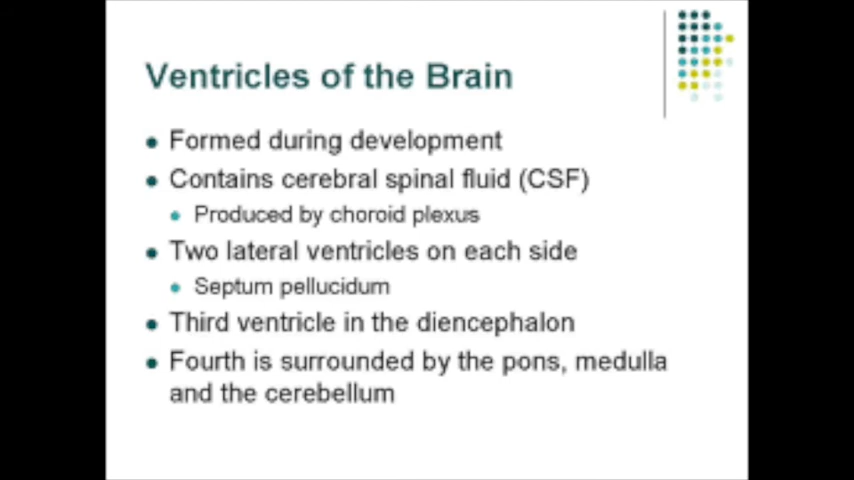 Ventricles of the Brain
Formed during development
Contains cerebral spinal fluid (CSF)
Produced by choroid plexus
Two lateral ventricles on each side
Septum pellucidum
Third ventricle in the diencephalon
Fourth is surrounded by the pons, medulla
and the cerebellum